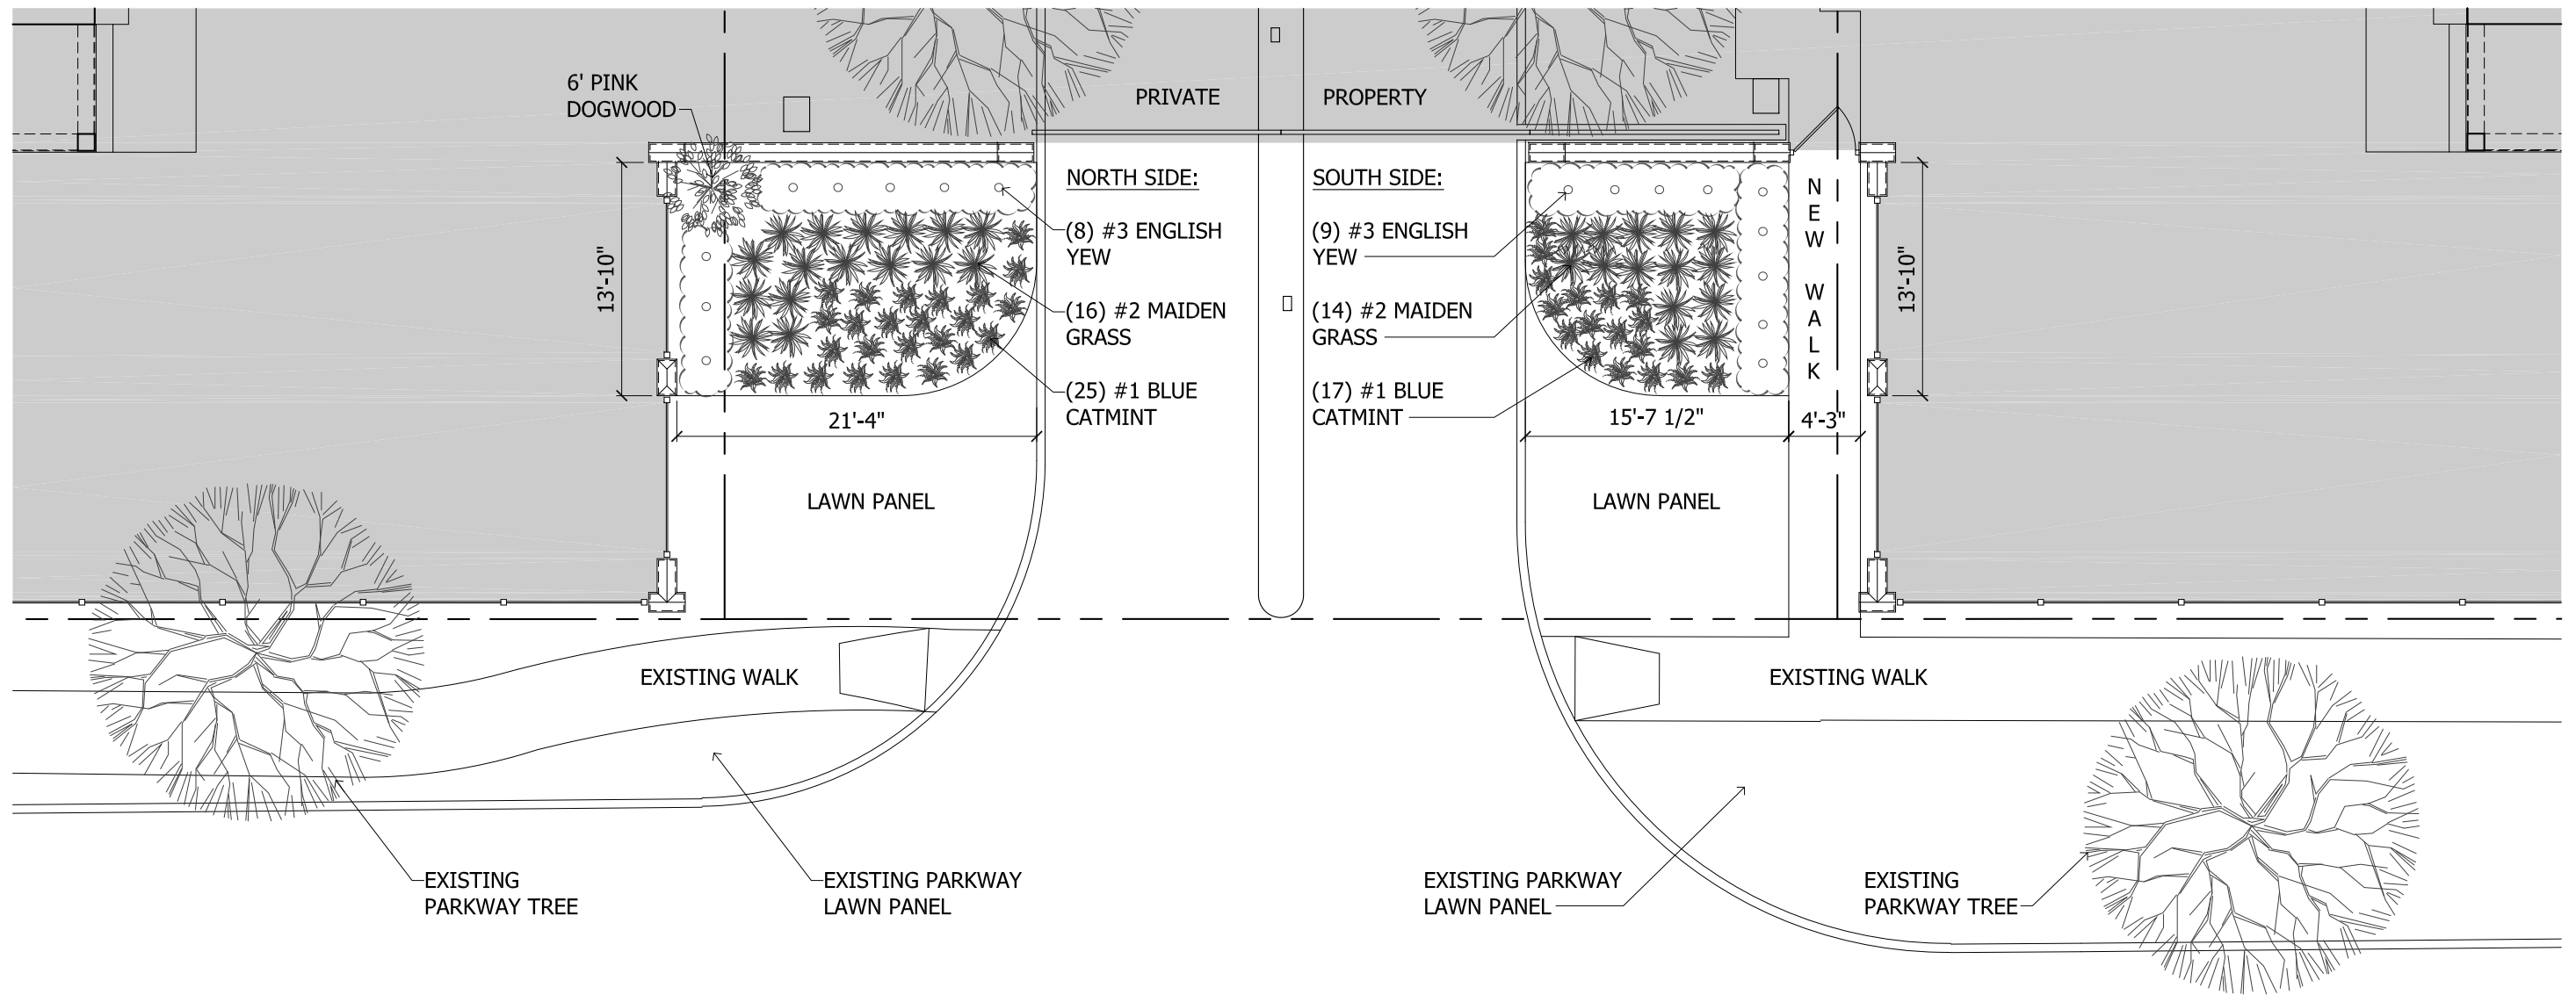 6' PINK
DOGWOOD
PRIVATE PROPERTY
13'-10"
NORTH SIDE:
(8) #3 ENGLISH
YEW
(16) #2 MAIDEN
GRASS
(25) #1 BLUE
CATMINT
SOUTH SIDE:
(9) #3 ENGLISH
YEW
(14) #2 MAIDEN
GRASS
(17) #1 BLUE
CATMINT
NEW WALK
13'-10"
21'-4"
15'-7 1/2"
4'-3"
LAWN PANEL
LAWN PANEL
EXISTING WALK
EXISTING WALK
EXISTING
PARKWAY TREE
EXISTING PARKWAY
LAWN PANEL
EXISTING PARKWAY
LAWN PANEL
EXISTING
PARKWAY TREE